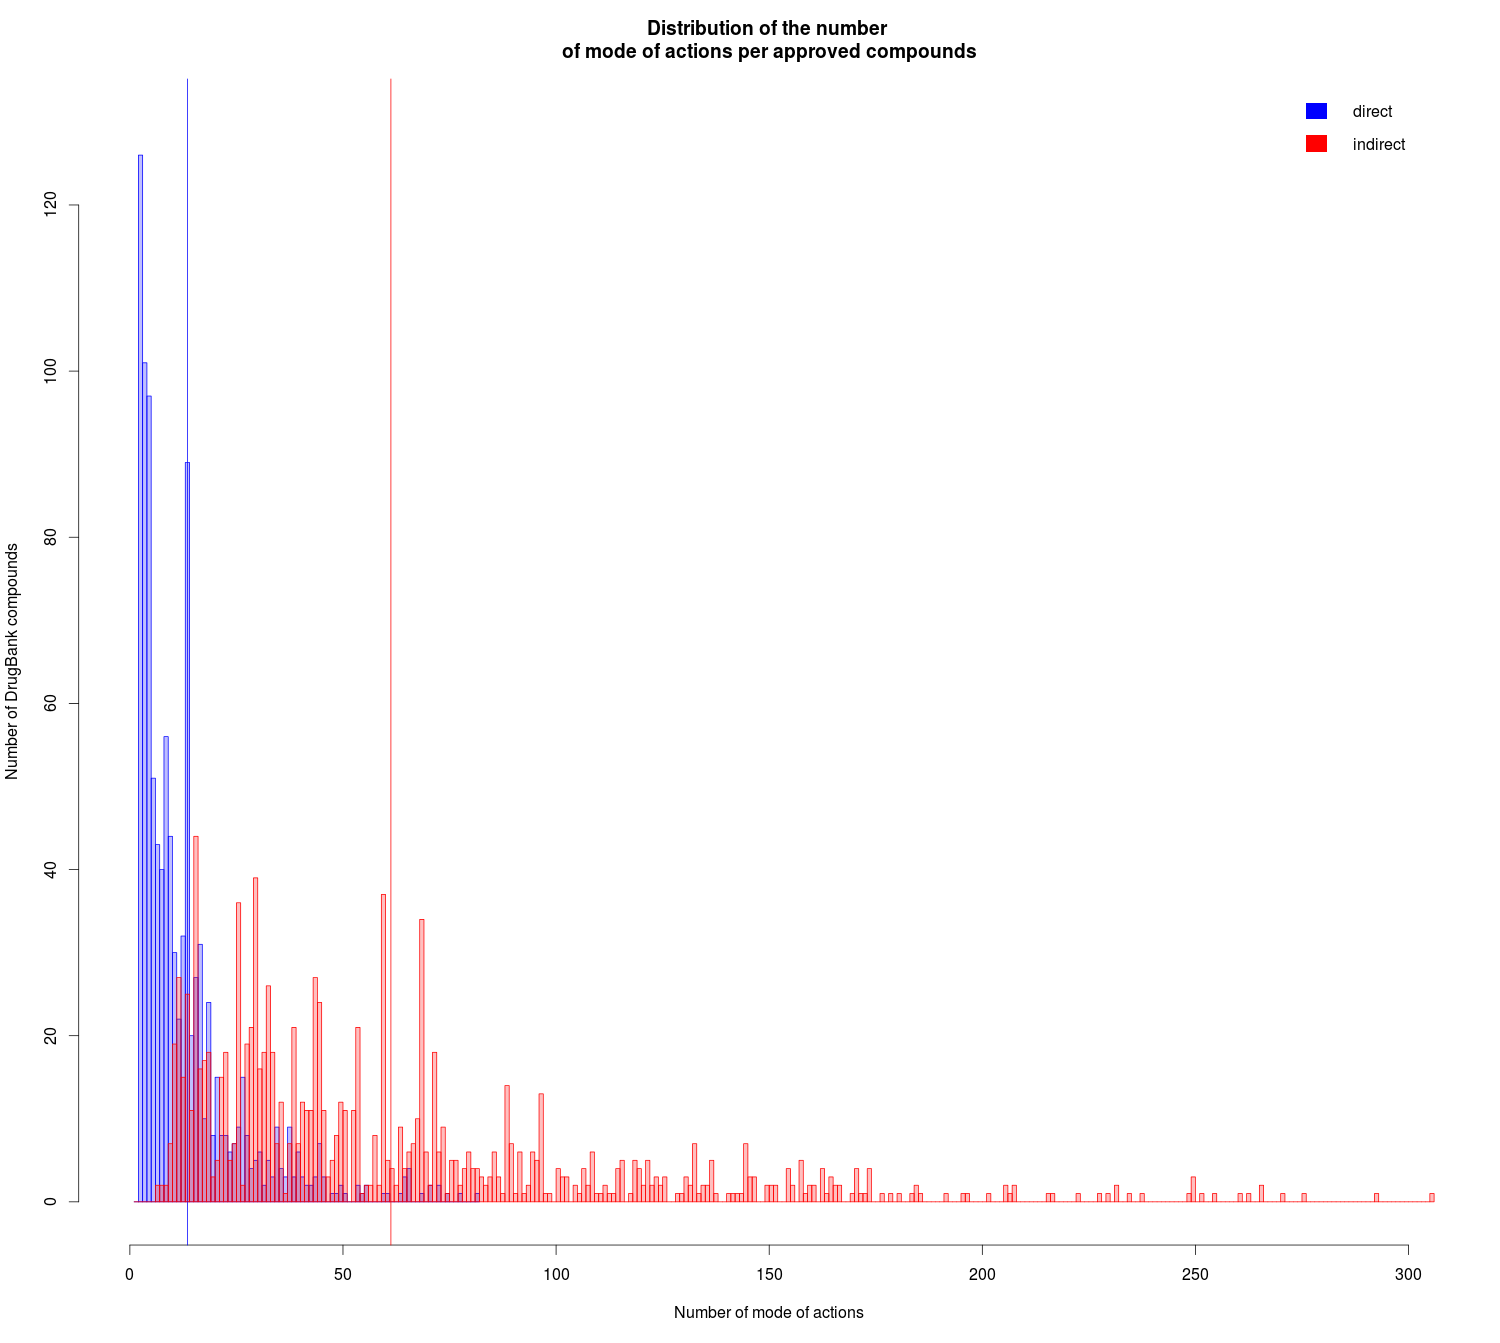 Distribution of the number
of mode of actions per approved compounds
direct
indirect
Number of DrugBank compounds
120
100
80
60
40
20
0
0 50 100 150 200 250 300
Number of mode of actions